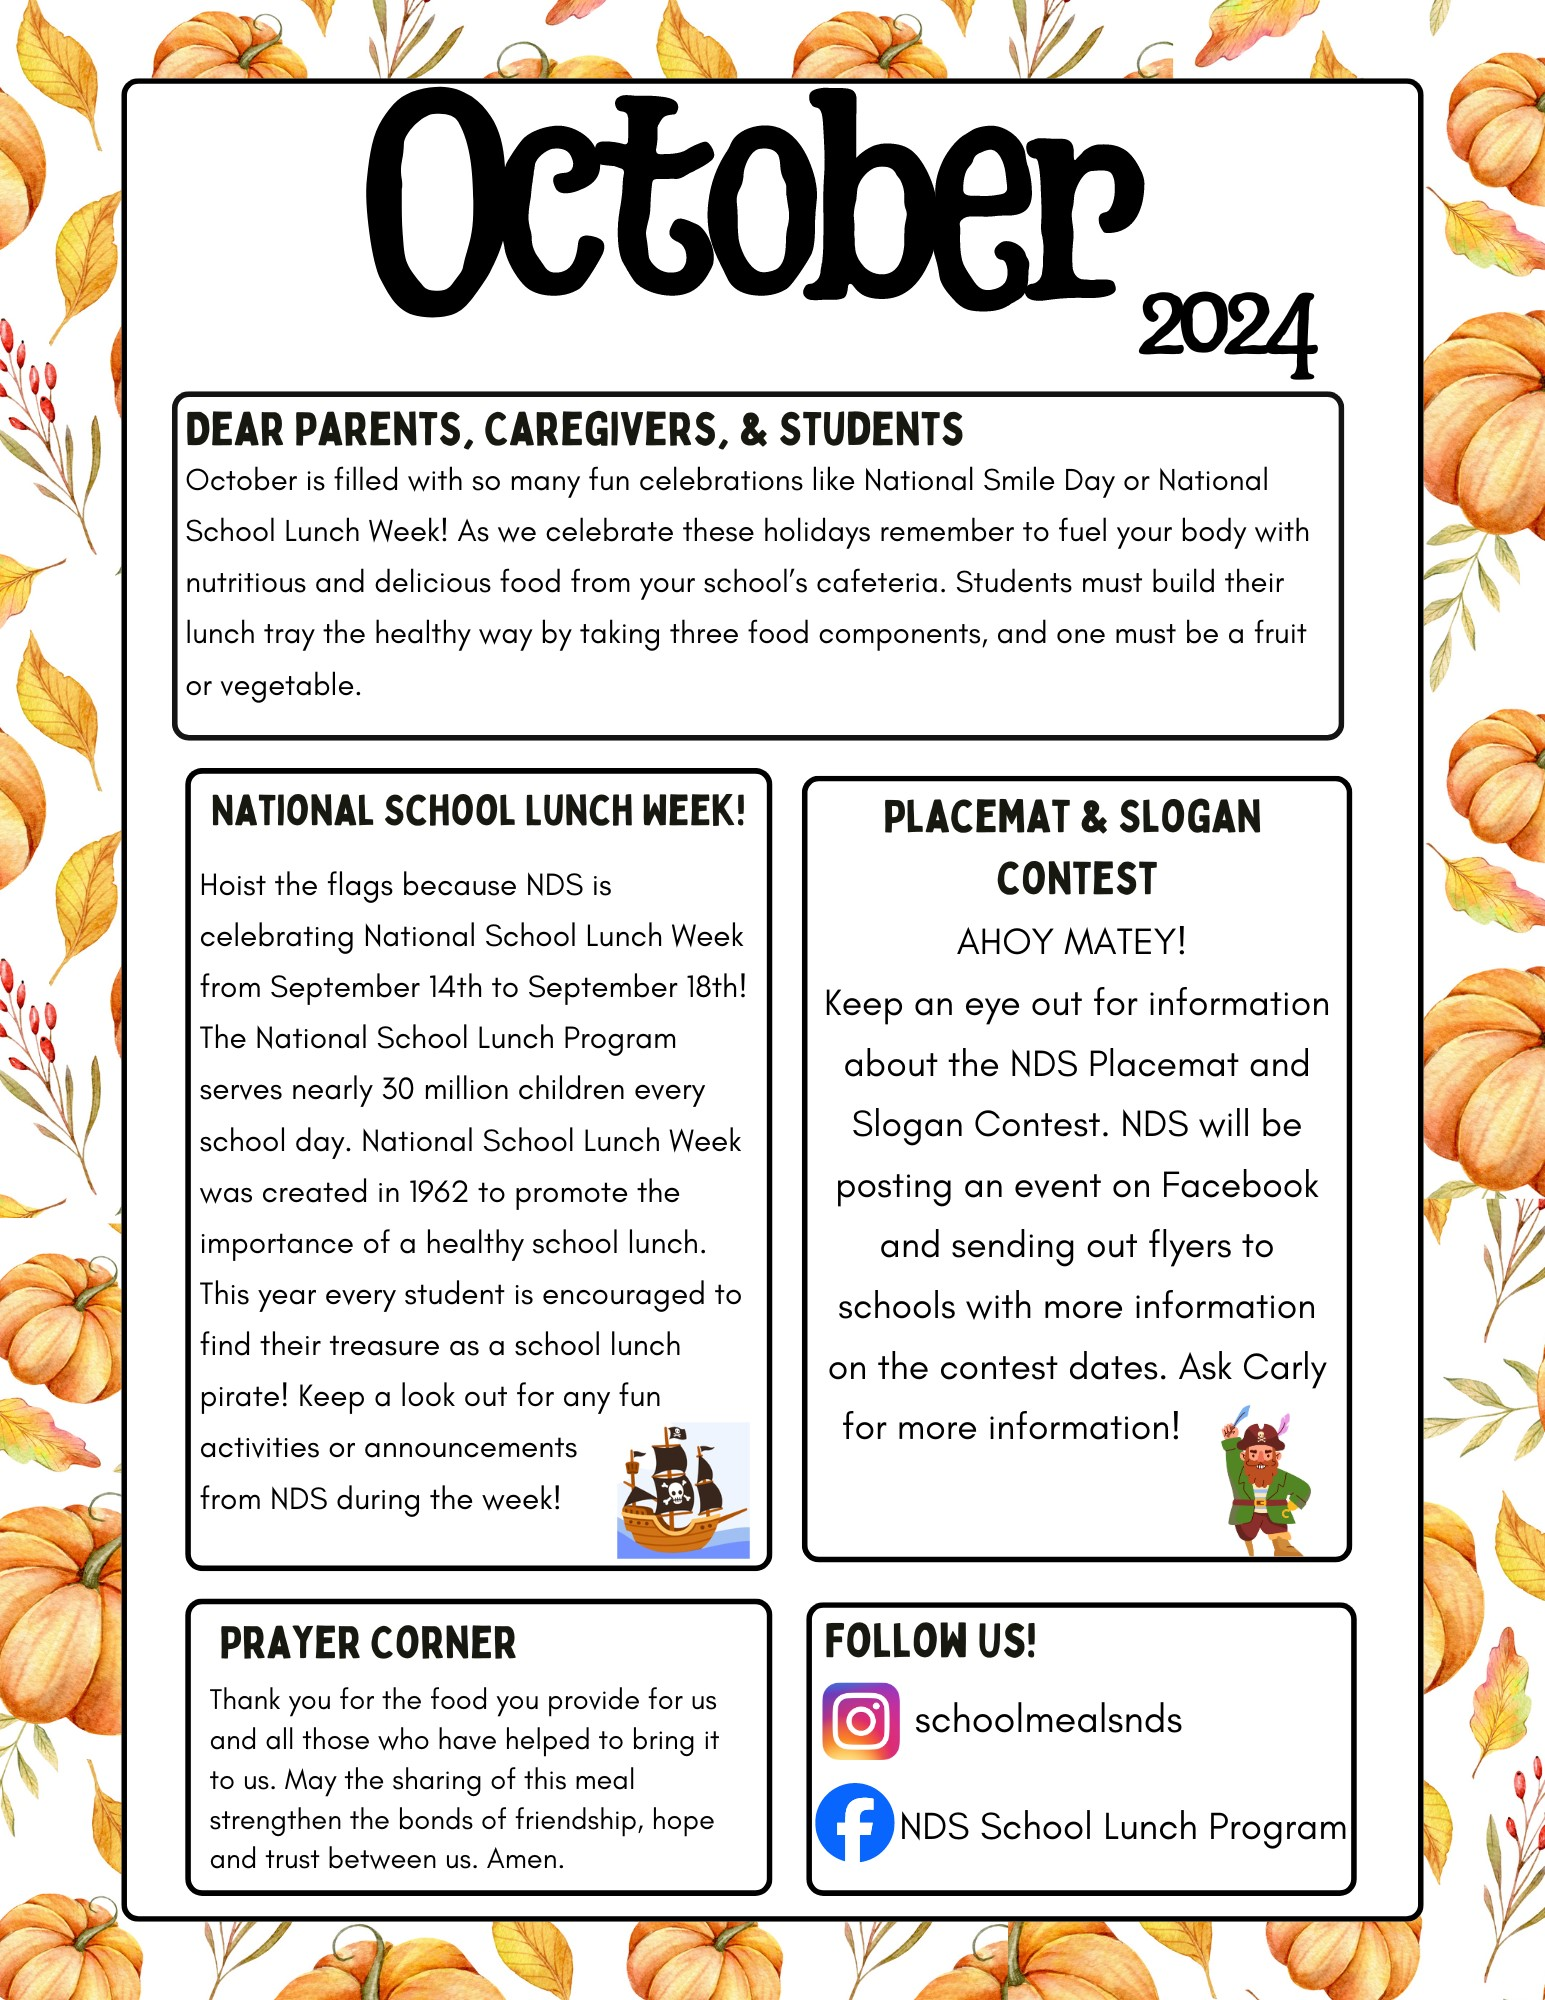 October
2024
DEAR PARENTS, CAREGIVERS, & STUDENTS
October is filled with so many fun celebrations like National Smile Day or National
School Lunch Week! As we celebrate these holidays remember to fuel your body with
nutritious and delicious food from your school's cafeteria. Students must build their
lunch tray the healthy way by taking three food components, and one must be a fruit
or vegetable.
NATIONAL SCHOOL LUNCH WEEK!
Hoist the flags because NDS is
celebrating National School Lunch Week
from September 14th to September 18th!
The National School Lunch Program
serves nearly 30 million children every
school day. National School Lunch Week
was created in 1962 to promote the
importance of a healthy school lunch.
This year every student is encouraged to
find their treasure as a school lunch
pirate! Keep a look out for any fun
activities or announcements
from NDS during the week!
PLACEMAT & SLOGAN
CONTEST
AHOY MATEY!
Keep an eye out for information
about the NDS Placemat and
Slogan Contest. NDS will be
posting an event on Facebook
and sending out flyers to
schools with more information
on the contest dates. Ask Carly
for more information!
PRAYER CORNER
Thank you for the food you provide for us
and all those who have helped to bring it
to us. May the sharing of this meal
strengthen the bonds of friendship, hope
and trust between us. Amen.
FOLLOW US!
schoolmealsnds
NDS School Lunch Program